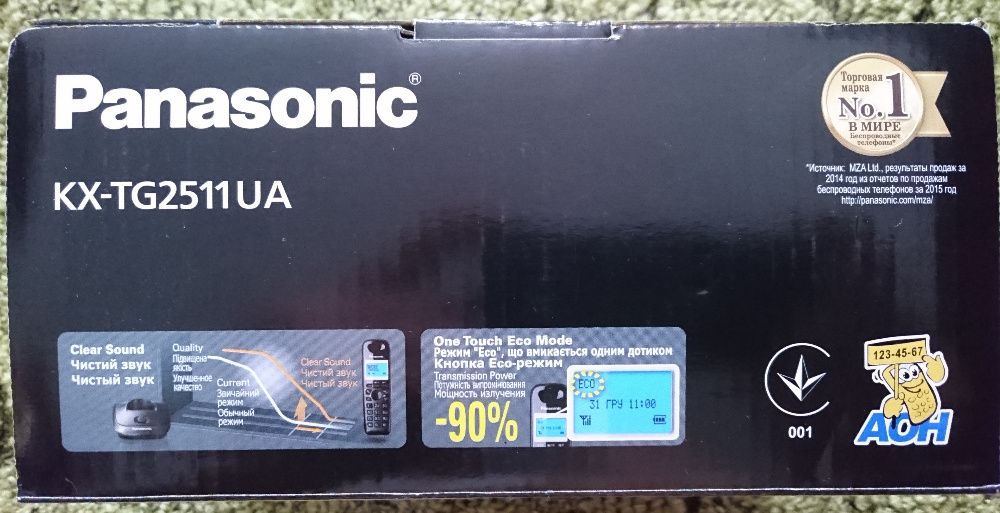 Panasonic®
KX-TG2511UA
Торговая
марка
No.1
В МИРЕ
Беспроводные
телефоны*
*Источник: MZA Ltd., результаты продаж за
2014 год из отчетов по продажам
беспроводных телефонов за 2015 год
http://panasonic.com/mza/
Clear Sound
Чистий звук
Чистый звук
Quality
Підвищена
якість
Улучшенное
качество
Current
Звичайний
режим
Обычный
режим
Clear Sound
Чистий звук
Чистый звук
One Touch Eco Mode
Режим "Eco", що вмикається одним дотиком
Кнопка Eco-режим
Transmission Power
Потужність випромінювання
Мощность излучения
-90%
Panasonic
ECO
31 ГРУ 11:00
001
123-45-67
АОН